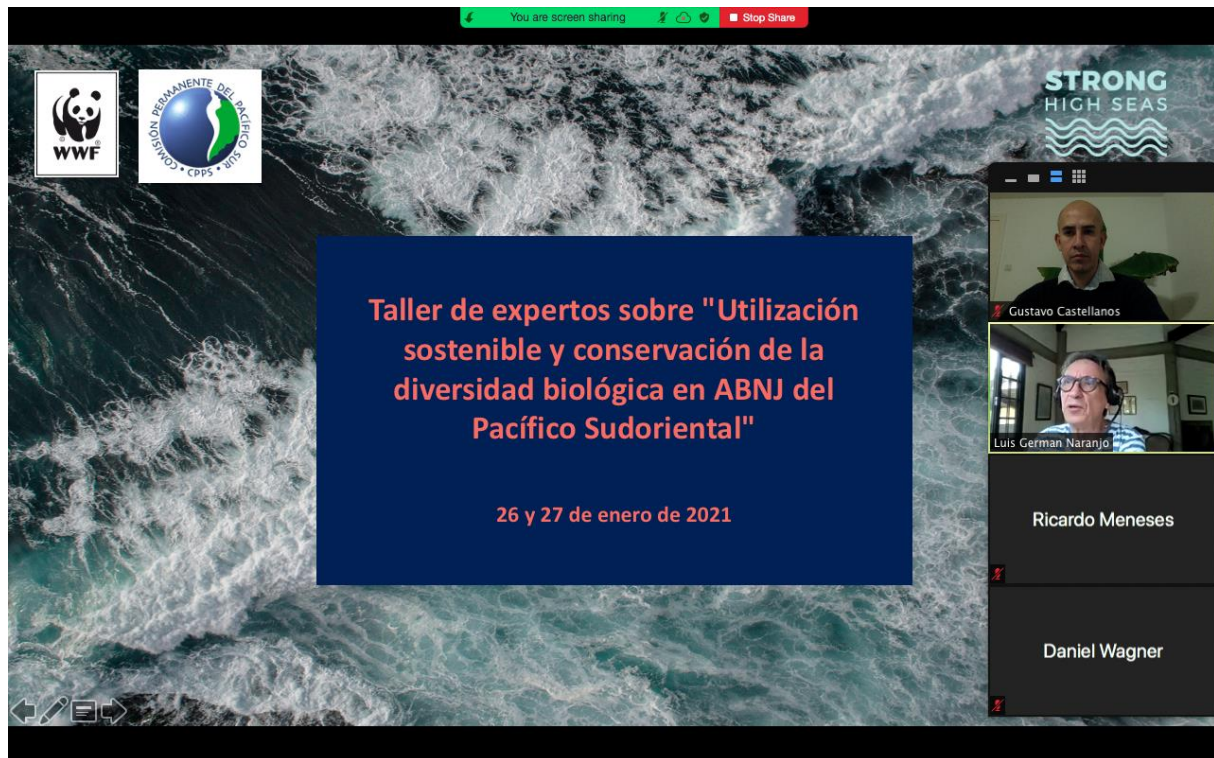 You are screen sharing
Stop Share
WWF
COMISIÓN PERMANENTE DEL PACÍFICO SUR
• CPPS •
STRONG
HIGH SEAS
Taller de expertos sobre "Utilización
sostenible y conservación de la
diversidad biológica en ABNJ del
Pacífico Sudoriental"
26 y 27 de enero de 2021
Gustavo Castellanos
Luis German Naranjo
Ricardo Meneses
Daniel Wagner